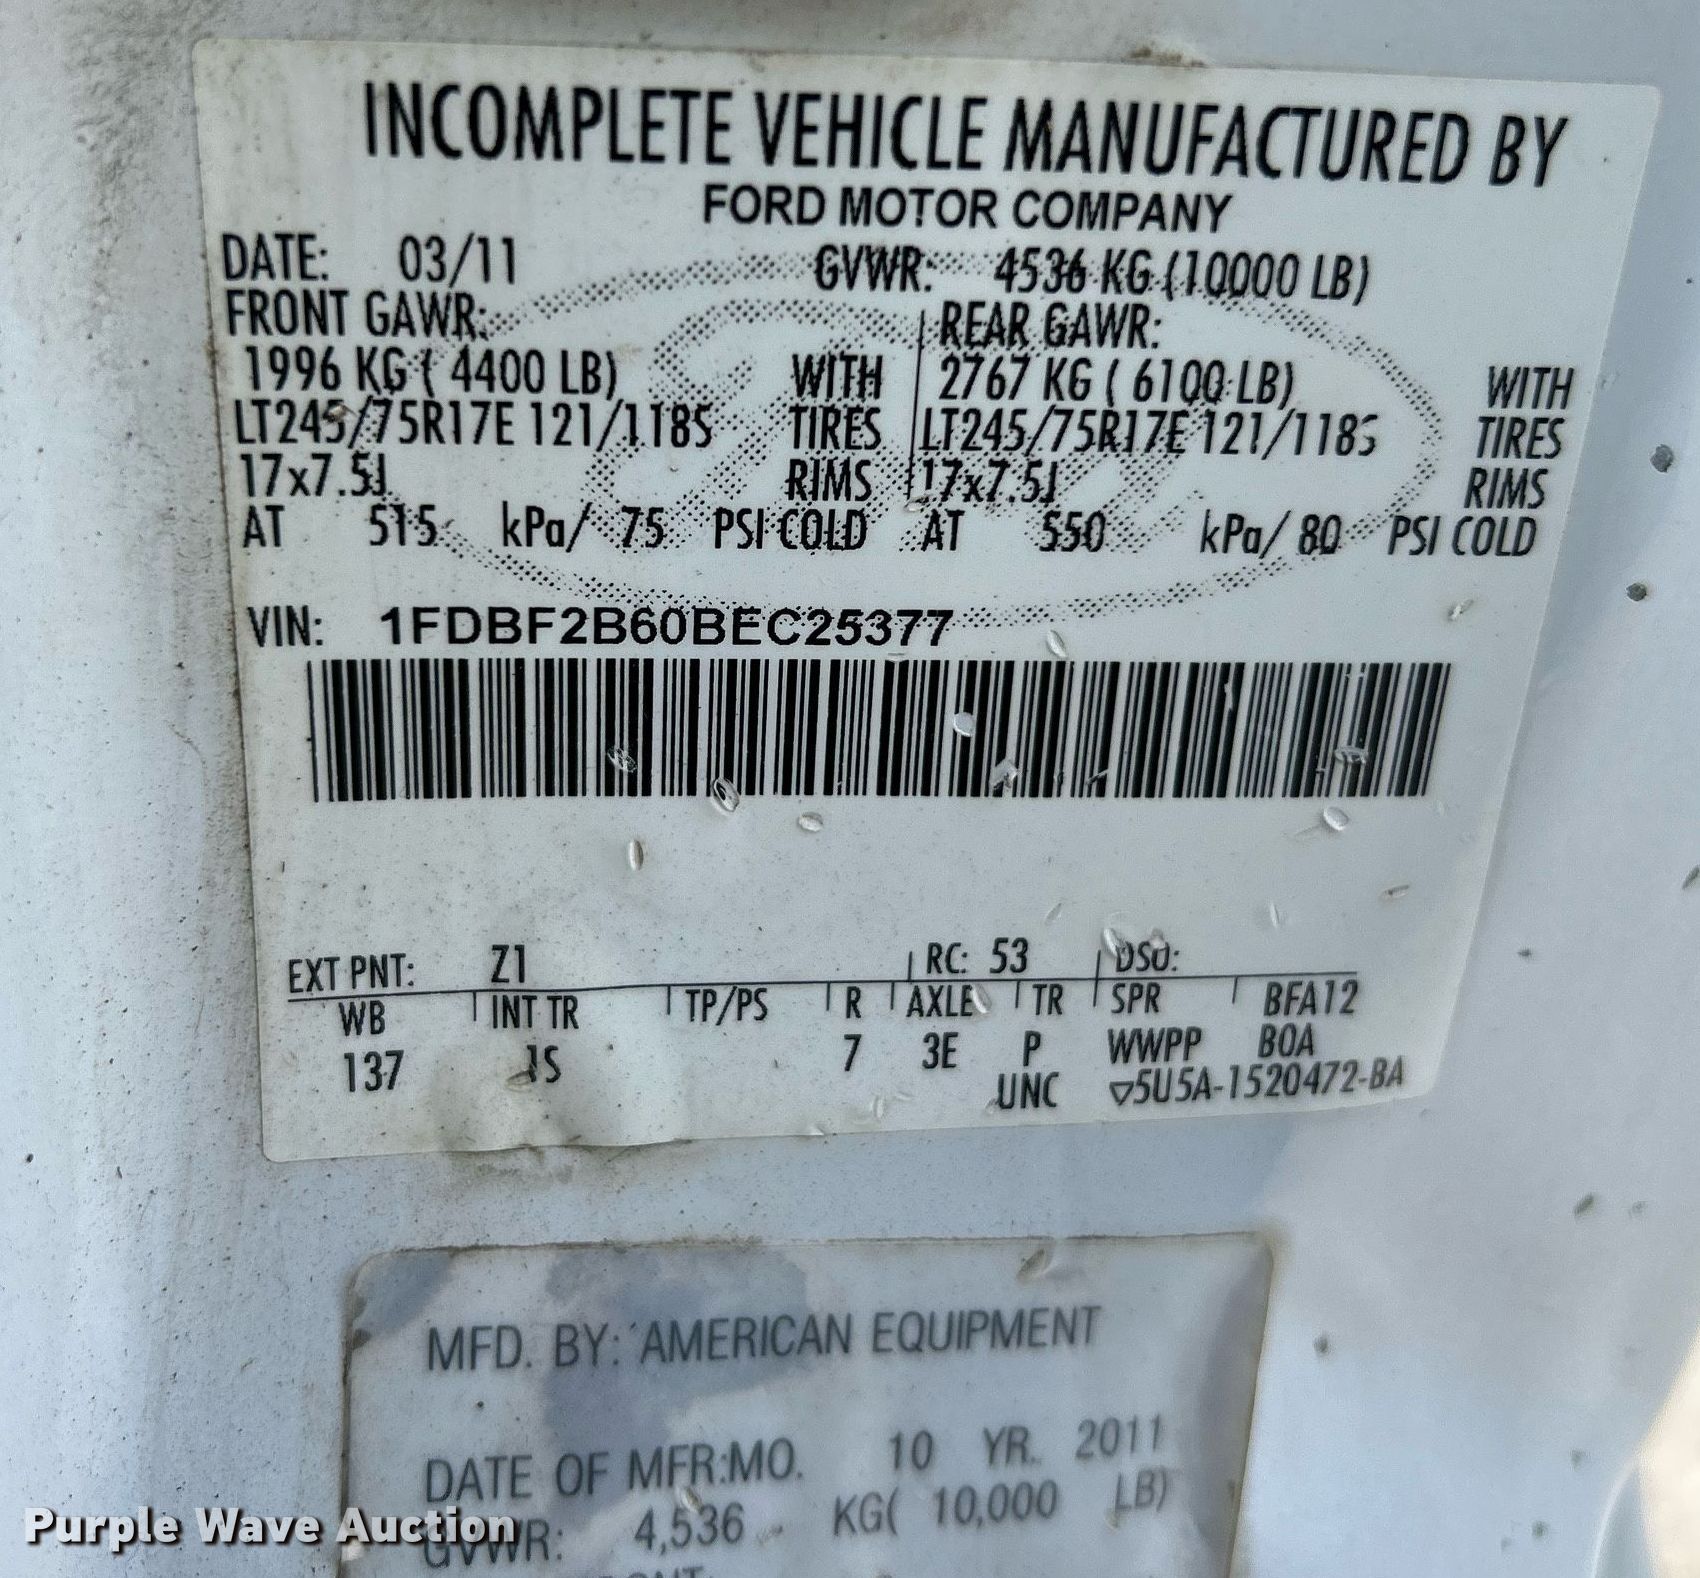 INCOMPLETE VEHICLE MANUFACTURED BY
FORD MOTOR COMPANY
DATE: 03/11 GVWR: 4536 KG (10000 LB)
FRONT GAWR: REAR GAWR:
1996 KG ( 4400 LB) WITH 2767 KG ( 6100 LB) WITH
LT245/75R17E 121/118S TIRES LT245/75R17E 121/118S TIRES
17x7.5J RIMS 17x7.5J RIMS
AT 515 kPa/ 75 PSI COLD AT 550 kPa/ 80 PSI COLD
VIN: 1FDBF2B60BEC25377
EXT PNT: Z1 RC: 53 DSO:
WB INT TR TP/PS R AXLE TR SPR BFA12
137 1S 7 3E P WWPP BOA
UNC ▽5U5A-1520472-BA
MFD. BY: AMERICAN EQUIPMENT
DATE OF MFR:MO. 10 YR. 2011
GVWR: 4,536 KG( 10,000 LB)
Purple Wave Auction